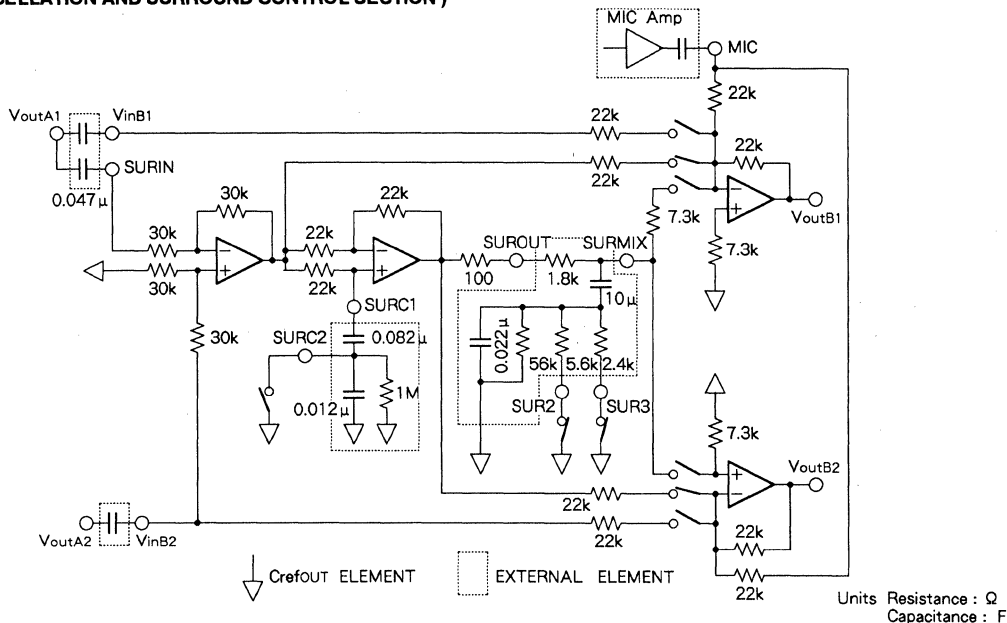 SELLATION AND SURROUND CONTROL SECTION )
MIC Amp
MIC
22k
VoutA1
VinB1
22k
22k
SURIN
22k
0.047μ
30k
22k
VoutB1
7.3k
30k
22k
7.3k
SUROUT
SURMIX
30k
22k
100
1.8k
10μ
SURC1
30k
SURC2
0.082μ
0.022μ
56k
5.6k
2.4k
1M
0.012μ
SUR2
SUR3
7.3k
VoutB2
22k
22k
VoutA2
VinB2
22k
22k
CrefOUT ELEMENT
EXTERNAL ELEMENT
Units Resistance : Ω
Capacitance : F